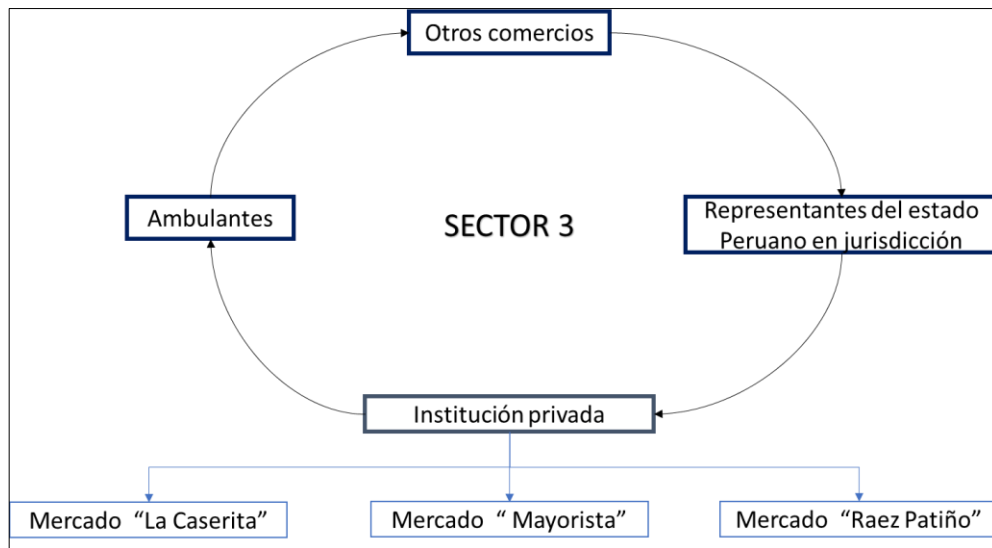 Otros comercios
Ambulantes
SECTOR 3
Representantes del estado
Peruano en jurisdicción
Institución privada
Mercado “La Caserita”
Mercado “ Mayorista”
Mercado “Raez Patiño”